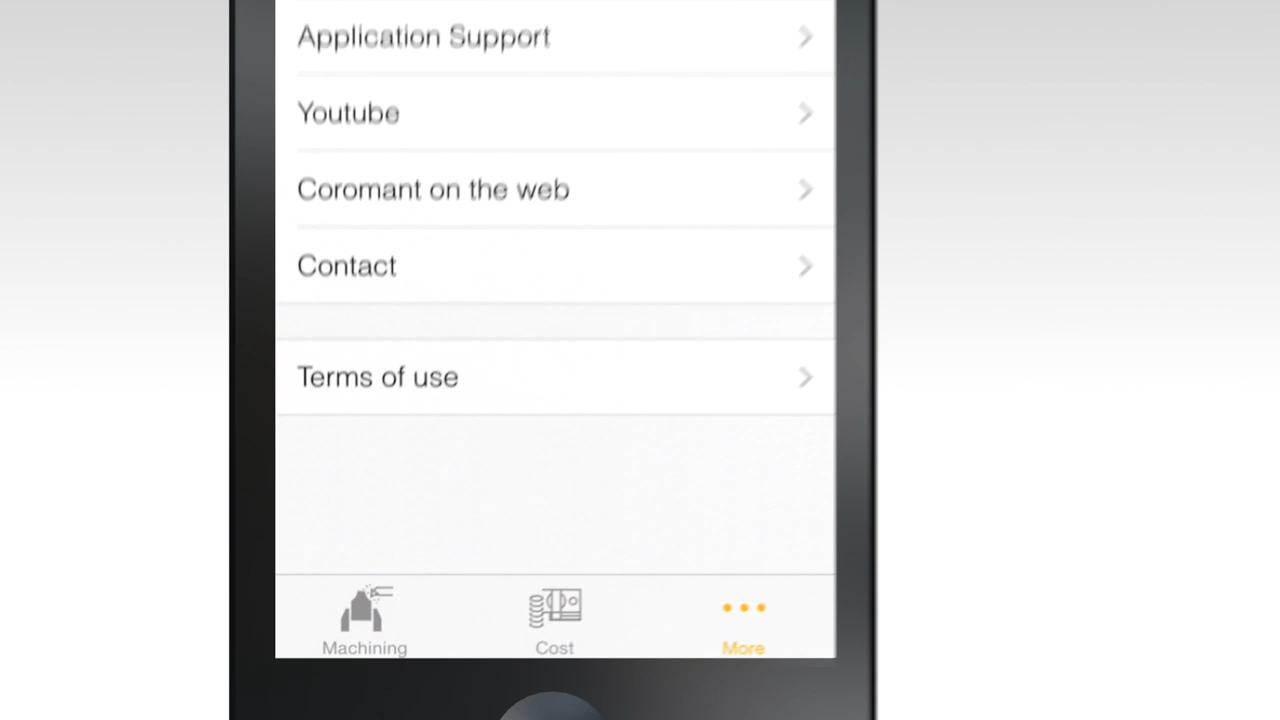 Application Support
Youtube
Coromant on the web
Contact
Terms of use
Machining
Cost
More